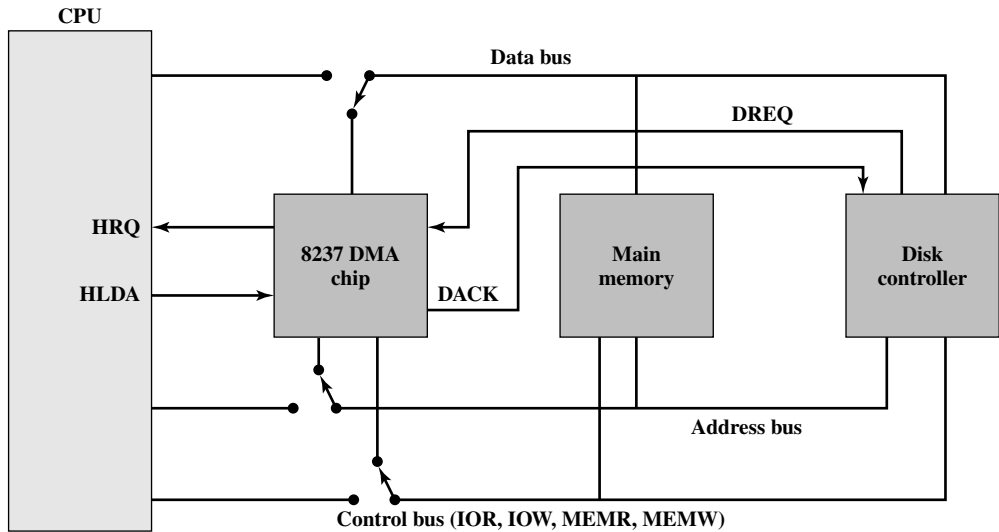 CPU
Data bus
DREQ
HRQ
8237 DMA
chip
Main
memory
Disk
controller
HLDA
DACK
Address bus
Control bus (IOR, IOW, MEMR, MEMW)